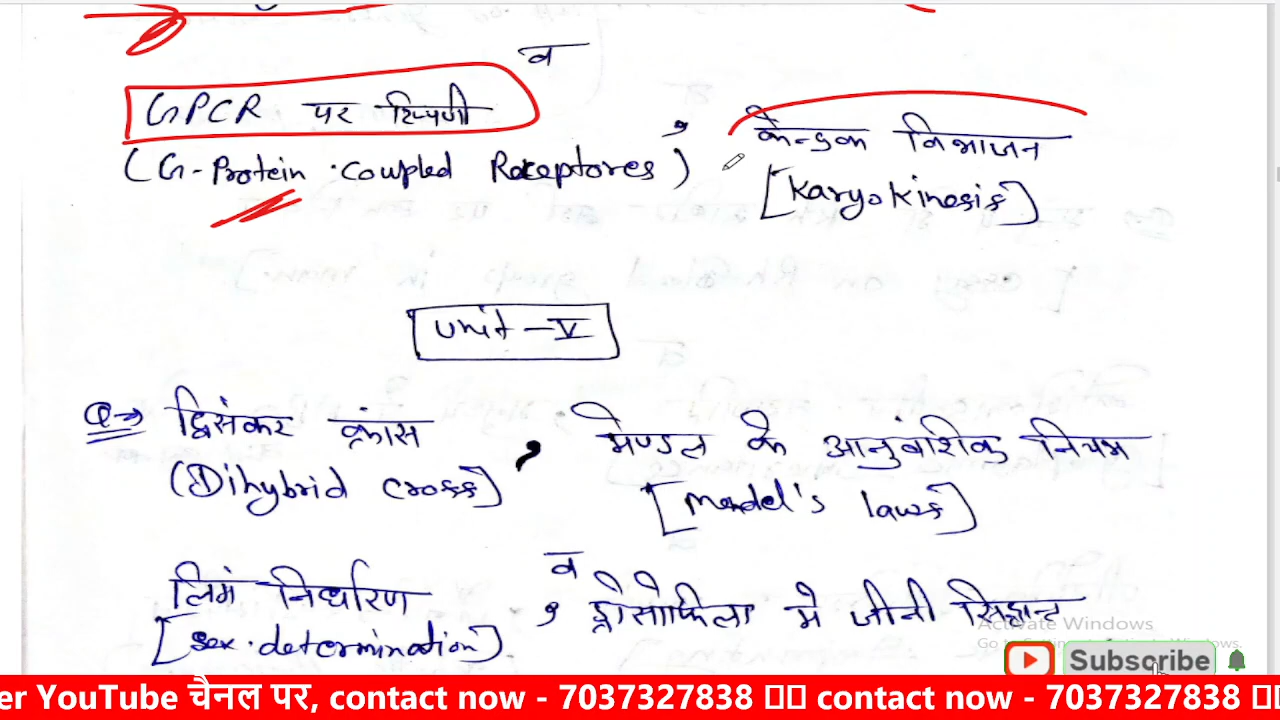 व
GPCR पर टिप्पणी
(G-Protein-Coupled Receptores) , केन्द्रक विभाजन
[Karyokinesis]
Unit-V
Q→ द्विसंकर क्रांस , मेण्डल के आनुवंशिक नियम
(Dihybrid cross) [Mendel's laws]
व
लिगं निर्धारण , ड्रोसोफिला मे जीनी सिद्धान्त
[sex-determination]
Activate Windows
Subscribe
er YouTube चैनल पर, contact now - 7037327838 contact now - 7037327838